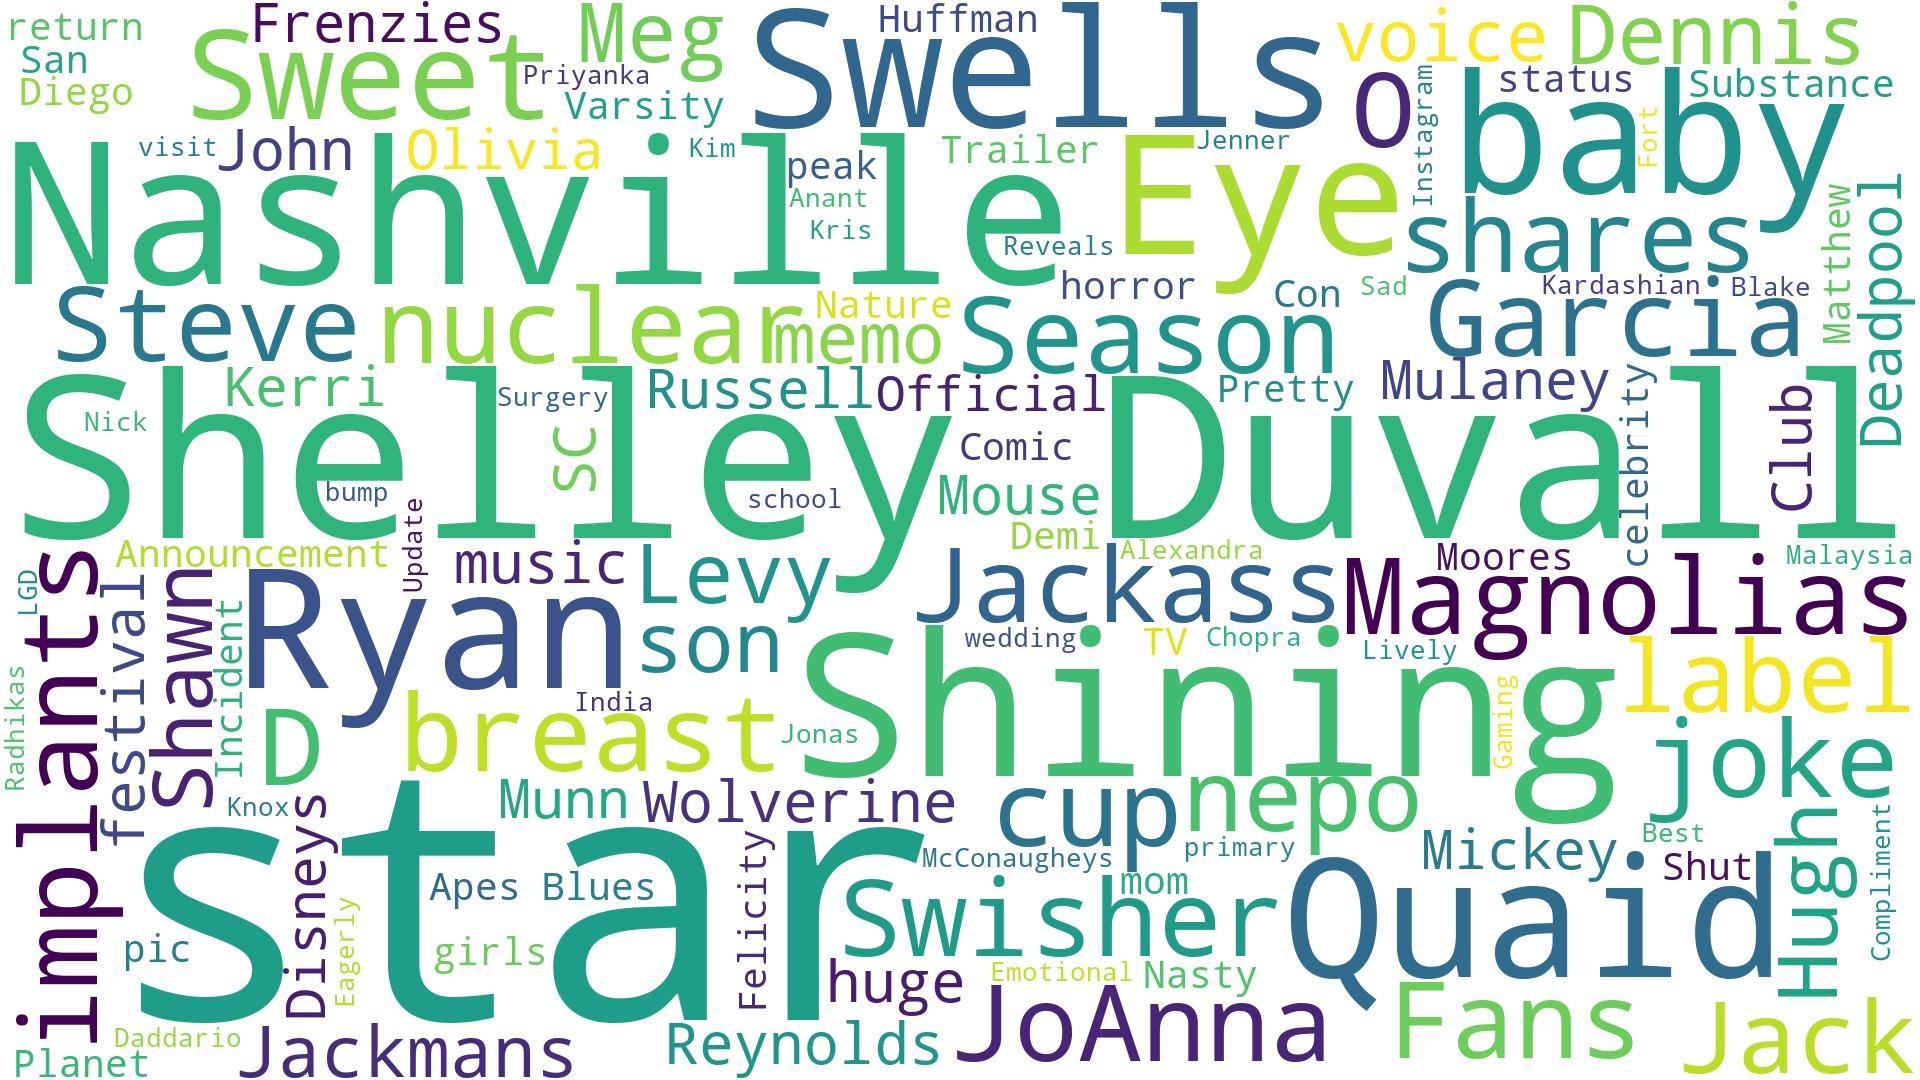 return
Frenzies
Sweet
Meg
Swells
Huffman
voice
Dennis
San
Diego
Priyanka
Varsity
O
baby
status
Substance
Instagram
Fort
visit
John
Olivia
Kim
Nashville
peak
Trailer
Eye
Jenner
Anant
Kris
Reveals
shares
Matthew
Deadpool
Steve
nuclear
Nature
memo
horror
Season
Con
Sad
Garcia
Kardashian
Blake
Shelley
Duvall
Kerri
Nick
Surgery
Russell
Official
Pretty
Mulaney
celebrity
club
sc
Comic
bump
school
Mouse
Update
Demi
Announcement
music
Levy
Alexandra
Jackass
Moores
Magnolias
Malaysia
LGD
implants
festival
Shawn
Incident
Ryan
son
wedding
TV
Chopra
Lively
Shining
label
Radhikas
D
breast
India
Jonas
Gaming
joke
Knox
Disneys
star
Munn
Wolverine
cup
nepo
Hugh
Compliment
Apes
Blues
Felicity
McConaugheys
primary
Mickey
Best
Shut
mom
Swisher
Quaid
pic
Eagerly
girls
huge
Emotional
Nasty
JoAnna
Fans
Jack
Daddario
Planet
Jackmans
Reynolds